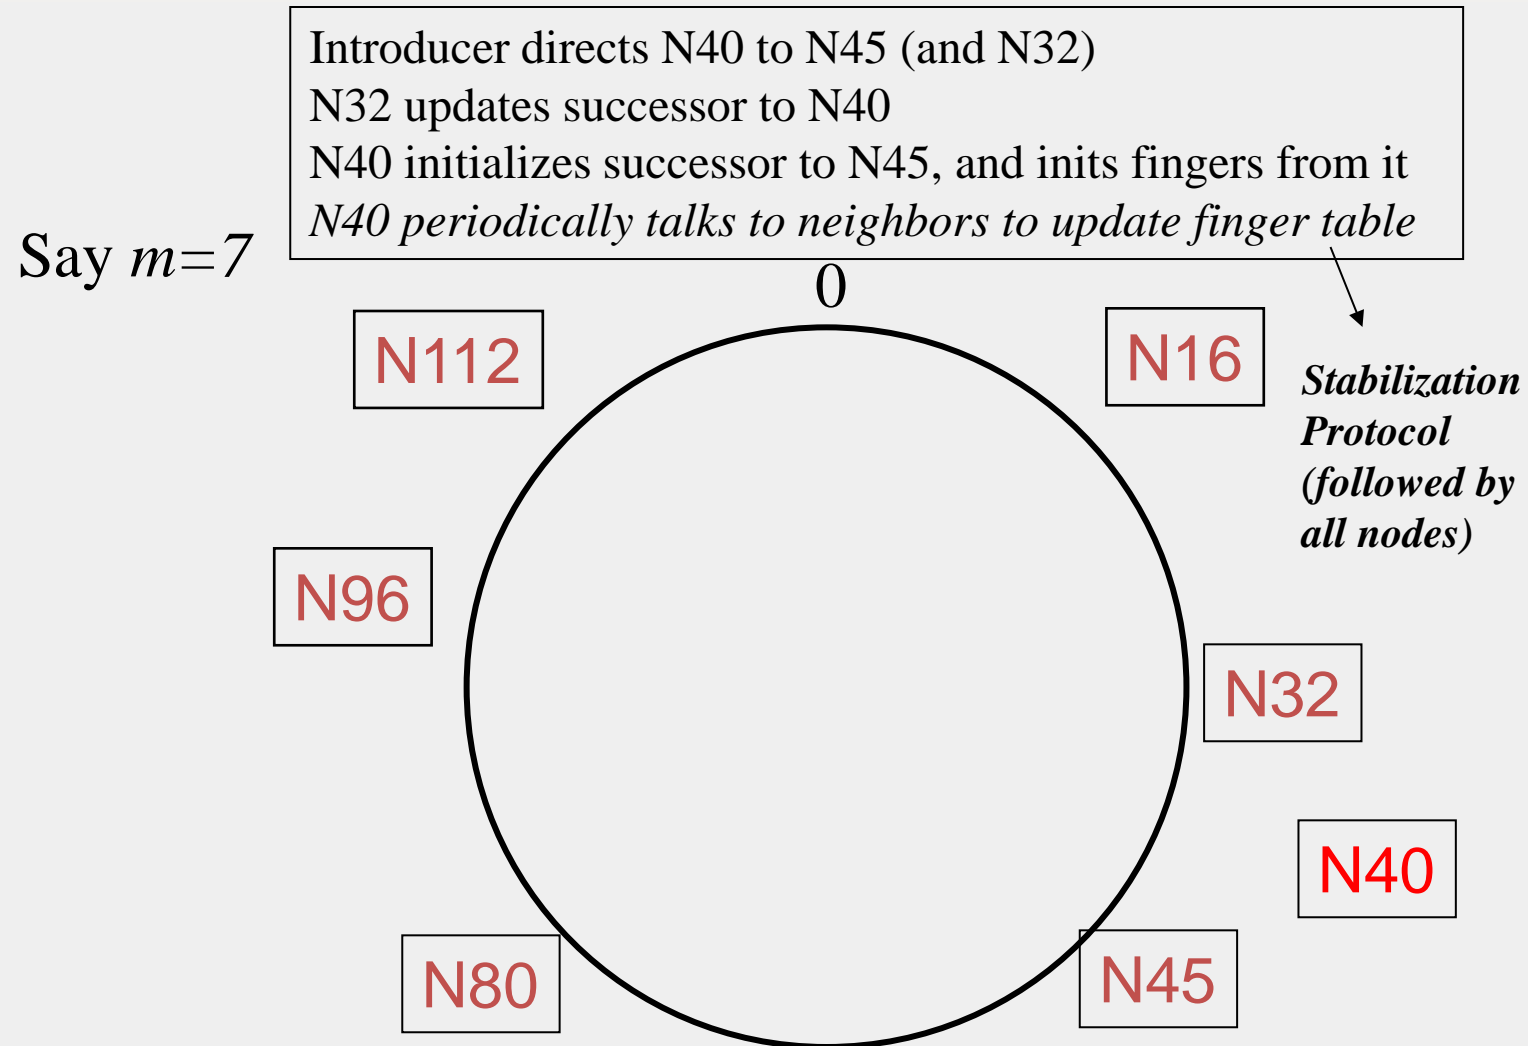 Introducer directs N40 to N45 (and N32)
N32 updates successor to N40
N40 initializes successor to N45, and inits fingers from it
N40 periodically talks to neighbors to update finger table
Say m=7
0
N112
N16
Stabilization
Protocol
(followed by
all nodes)
N96
N32
N40
N80
N45